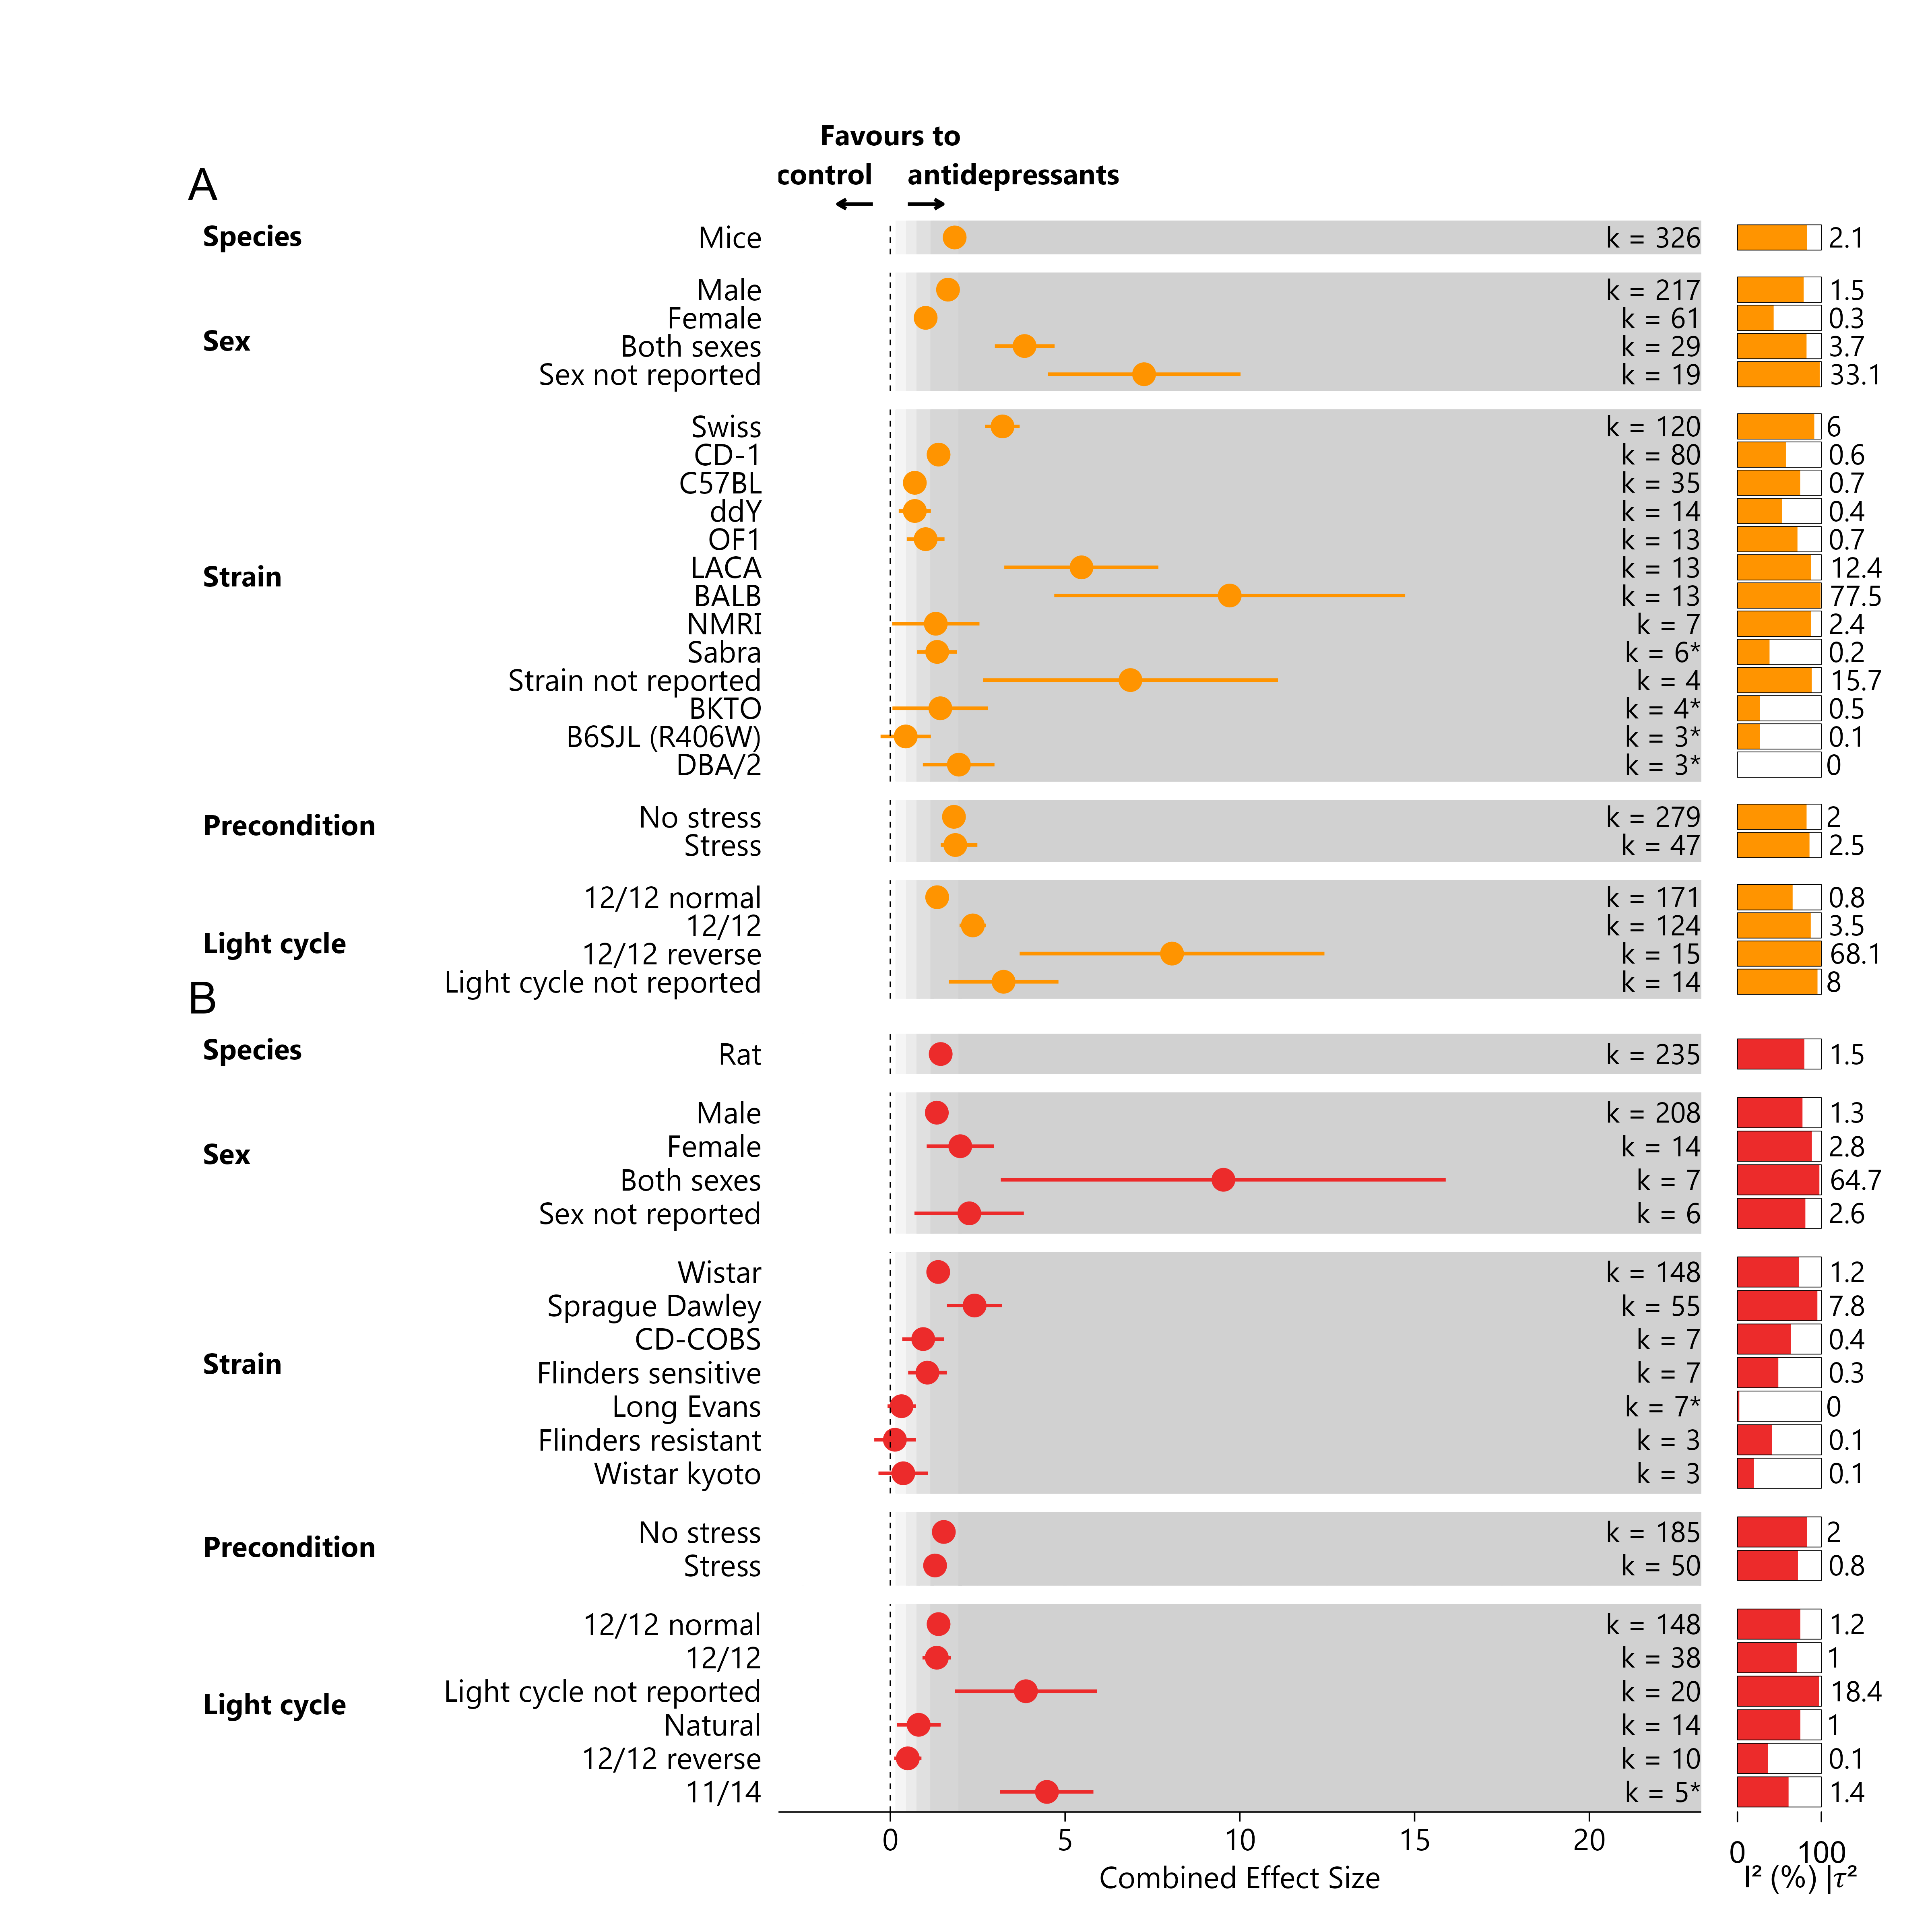 Favours to
control antidepressants
A
Species Mice k = 326 2.1
Male k = 217 1.5
Female k = 61 0.3
Sex
Both sexes k = 29 3.7
Sex not reported k = 19 33.1
Swiss k = 120 6
CD-1 k = 80 0.6
C57BL k = 35 0.7
ddY k = 14 0.4
OF1 k = 13 0.7
LACA k = 13 12.4
Strain
BALB k = 13 77.5
NMRI k = 7 2.4
Sabra k = 6* 0.2
Strain not reported k = 4 15.7
BKTO k = 4* 0.5
B6SJL (R406W) k = 3* 0.1
DBA/2 k = 3* 0
No stress k = 279 2
Precondition
Stress k = 47 2.5
12/12 normal k = 171 0.8
12/12 k = 124 3.5
Light cycle
12/12 reverse k = 15 68.1
Light cycle not reported k = 14 8
B
Species Rat k = 235 1.5
Male k = 208 1.3
Female k = 14 2.8
Sex
Both sexes k = 7 64.7
Sex not reported k = 6 2.6
Wistar k = 148 1.2
Sprague Dawley k = 55 7.8
CD-COBS k = 7 0.4
Strain
Flinders sensitive k = 7 0.3
Long Evans k = 7* 0
Flinders resistant k = 3 0.1
Wistar kyoto k = 3 0.1
No stress k = 185 2
Precondition
Stress k = 50 0.8
12/12 normal k = 148 1.2
12/12 k = 38 1
Light cycle not reported k = 20 18.4
Light cycle
Natural k = 14 1
12/12 reverse k = 10 0.1
11/14 k = 5* 1.4
0 5 10 15 20 0 100
Combined Effect Size I² (%) |τ²